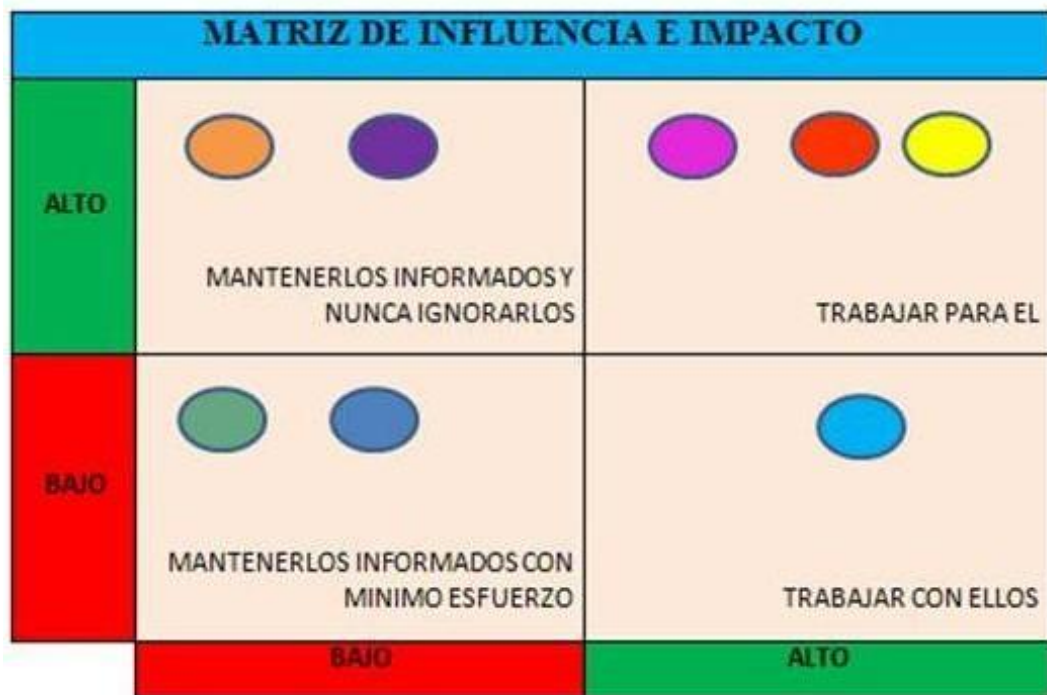 MATRIZ DE INFLUENCIA E IMPACTO
ALTO
MANTENERLOS INFORMADOS Y
NUNCA IGNORARLOS
TRABAJAR PARA EL
BAJO
MANTENERLOS INFORMADOS CON
MINIMO ESFUERZO
TRABAJAR CON ELLOS
BAJO
ALTO